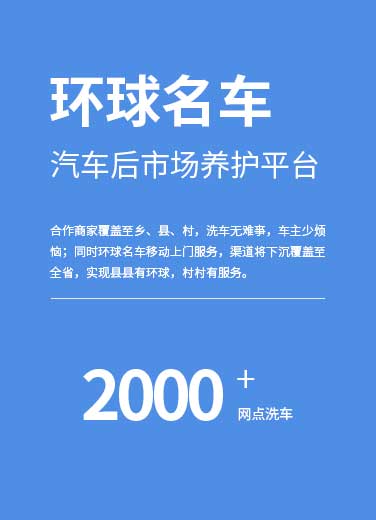 环球名车
汽车后市场养护平台
合作商家覆盖至乡、县、村，洗车无难争，车主少烦
恼；同时环球名车移动上门服务，渠道将下沉覆盖至
全省，实现县县有环球，村村有服务。
2000+
网点洗车